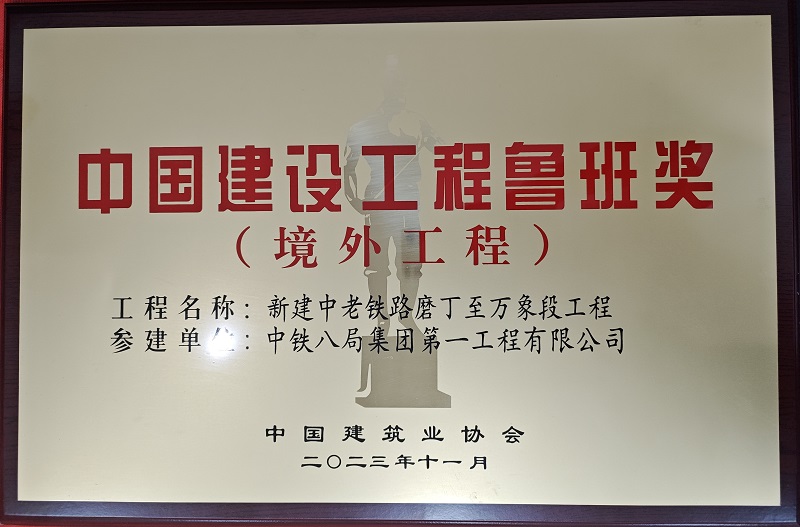 中国建设工程鲁班奖
（境外工程）
工程名称：新建中老铁路磨丁至万象段工程
参建单位：中铁八局集团第一工程有限公司
中国建筑业协会
二〇二三年十一月